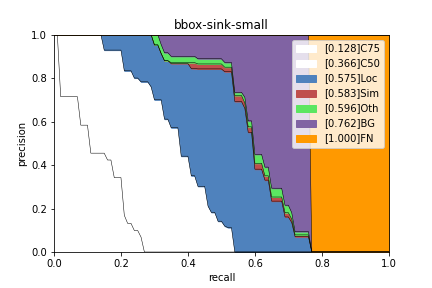 bbox-sink-small
1.0
0.8
0.6
0.4
0.2
0.0
precision
[0.128]C75
[0.366]C50
[0.575]Loc
[0.583]Sim
[0.596]Oth
[0.762]BG
[1.000]FN
0.0 0.2 0.4 0.6 0.8 1.0
recall